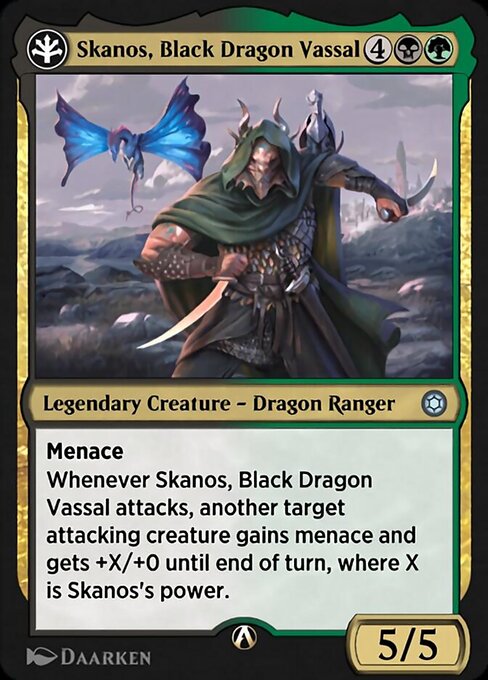 Skanos, Black Dragon Vassal 4
Legendary Creature – Dragon Ranger
Menace
Whenever Skanos, Black Dragon
Vassal attacks, another target
attacking creature gains menace and
gets +X/+0 until end of turn, where X
is Skanos's power.
5/5
DAARKEN